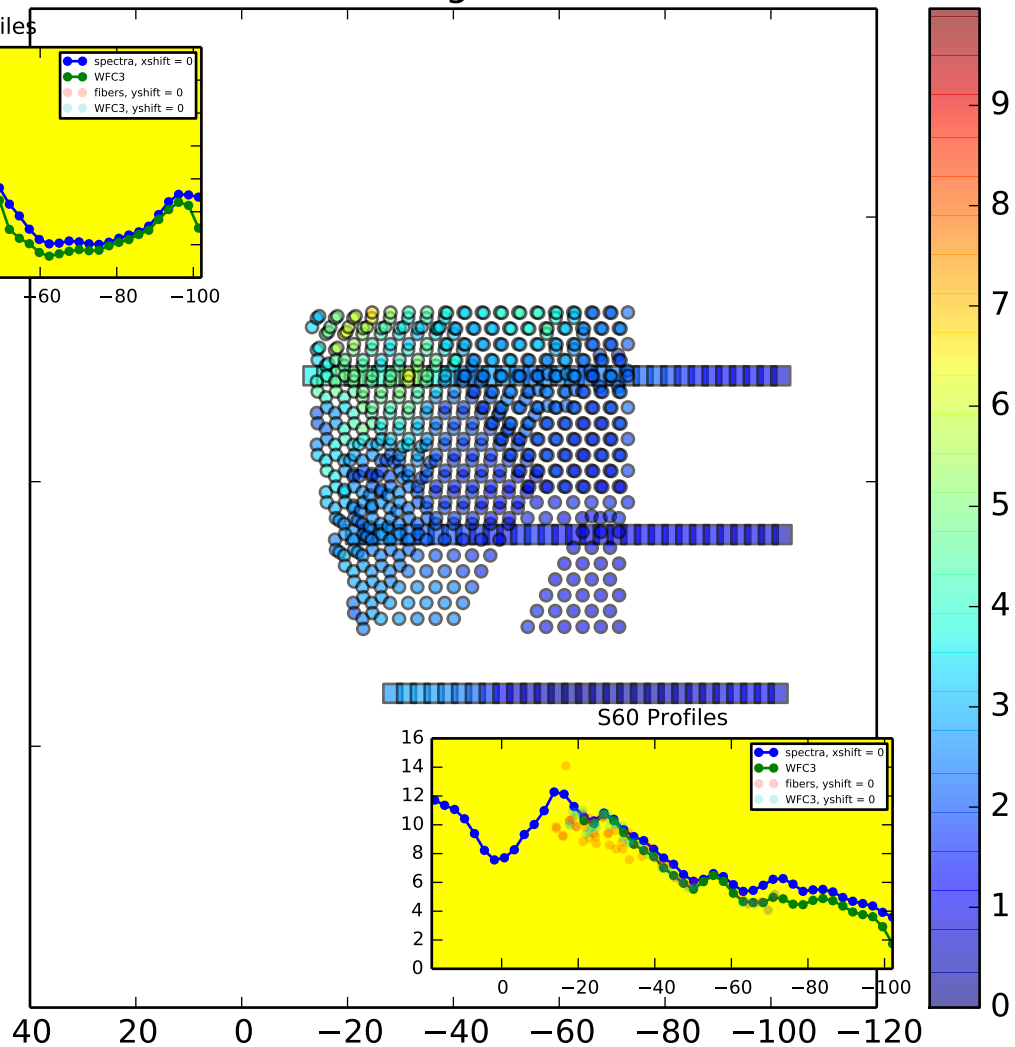 iles
spectra, xshift = 0
WFC3
fibers, yshift = 0
WFC3, yshift = 0
−60 −80 −100
S60 Profiles
16
14
12
10
8
6
4
2
0
spectra, xshift = 0
WFC3
fibers, yshift = 0
WFC3, yshift = 0
0 −20 −40 −60 −80 −100
40 0 −20 −40 −60 −80 −100 −120
20
9
8
7
6
5
4
3
2
1
0